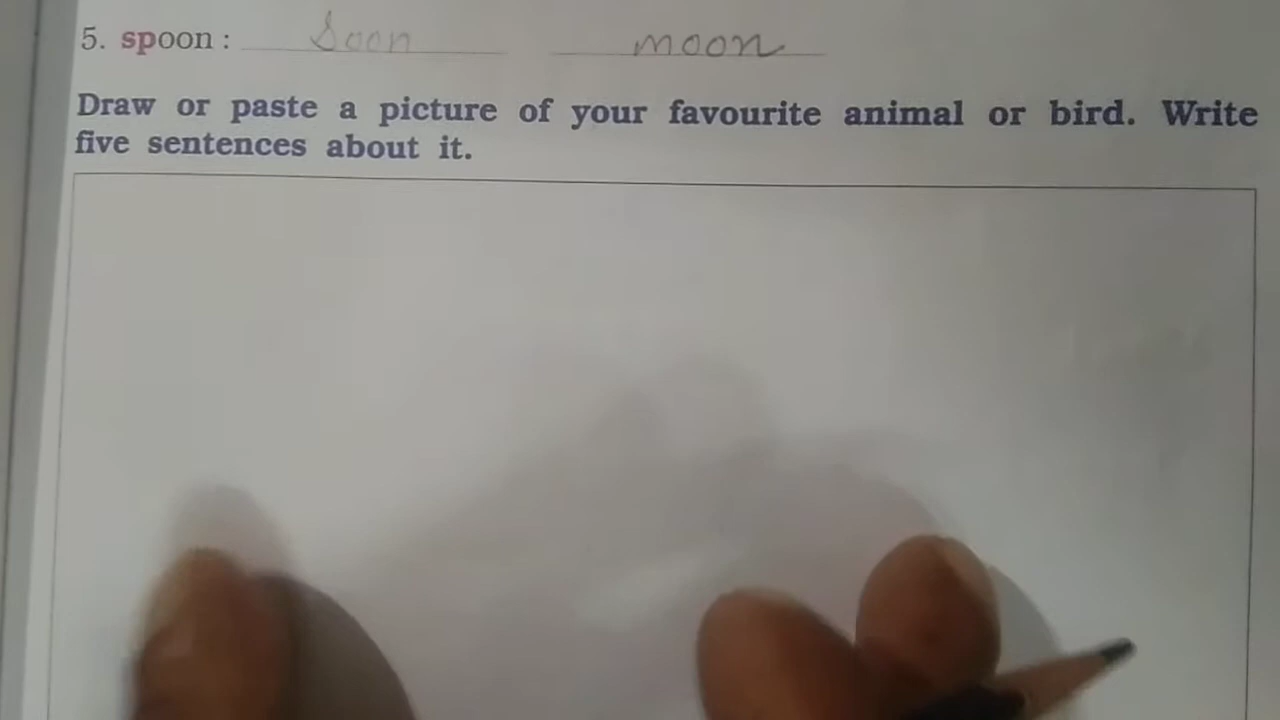 5. spoon : Soon moon
Draw or paste a picture of your favourite animal or bird. Write
five sentences about it.